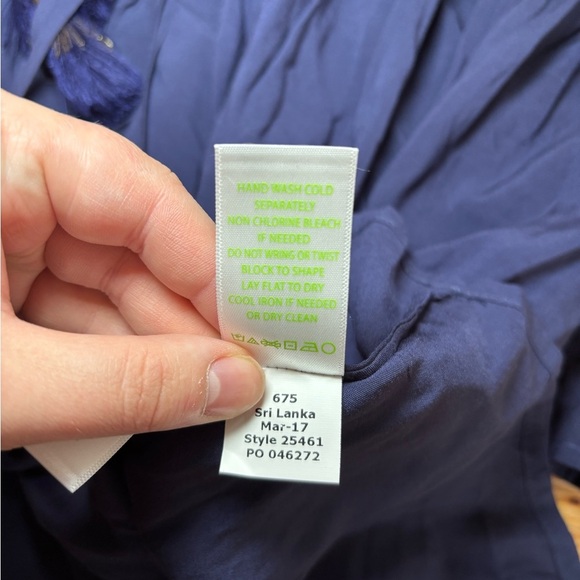 HAND WASH COLD
SEPARATELY
NON CHLORINE BLEACH
IF NEEDED
DO NOT WRING OR TWIST
BLOCK TO SHAPE
LAY FLAT TO DRY
COOL IRON IF NEEDED
OR DRY CLEAN
675
Sri Lanka
Mar-17
Style 25461
PO 046272